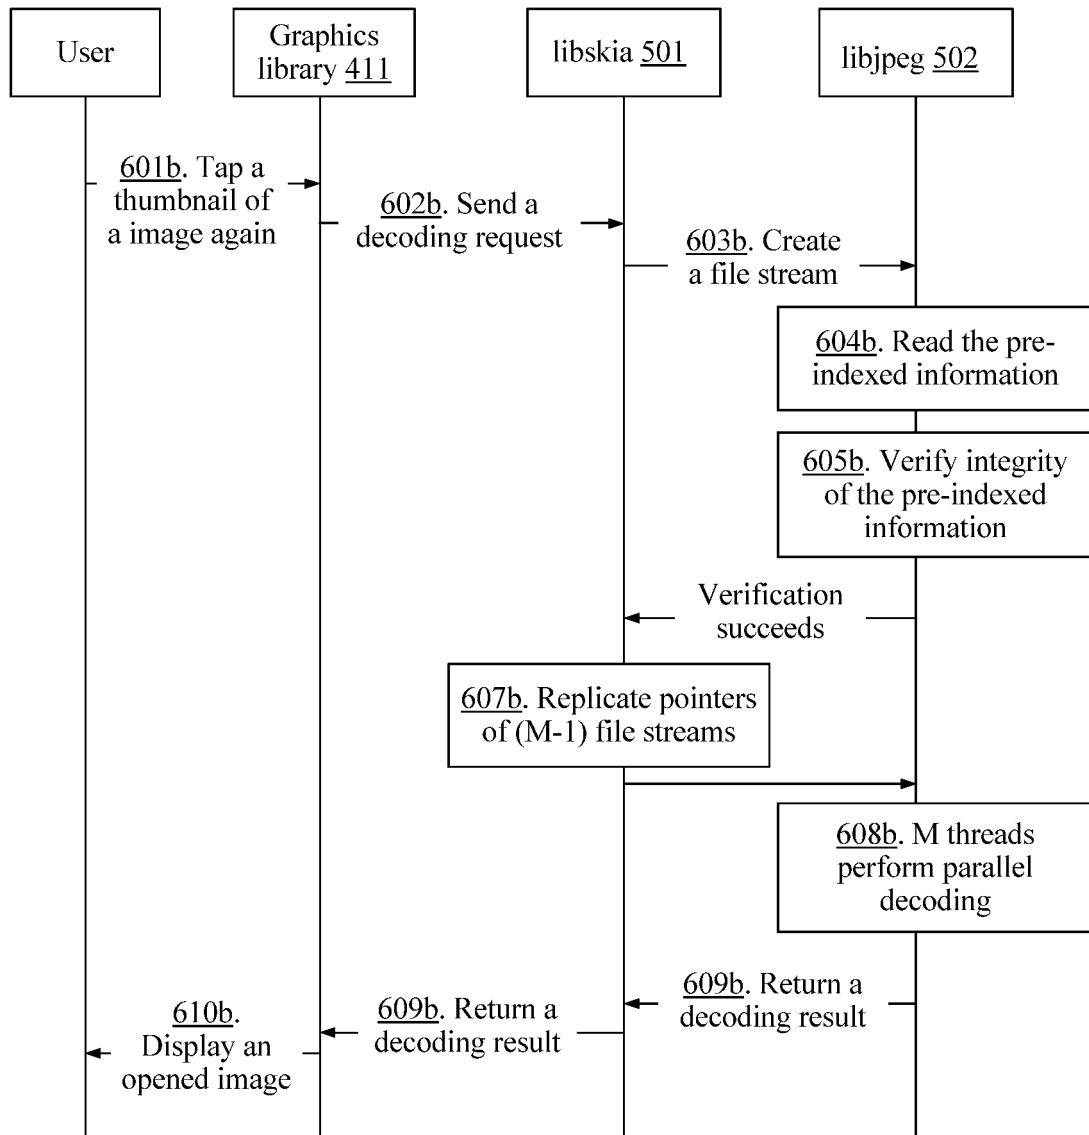 User
Graphics
library 411
libskia 501
libjpeg 502
601b. Tap a
thumbnail of
a image again
602b. Send a
decoding request
603b. Create
a file stream
604b. Read the pre-
indexed information
605b. Verify integrity
of the pre-indexed
information
Verification
succeeds
607b. Replicate pointers
of (M-1) file streams
608b. M threads
perform parallel
decoding
609b. Return a
decoding result
609b. Return a
decoding result
610b.
Display an
opened image